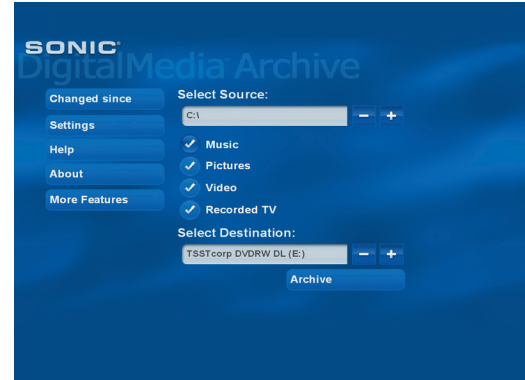 SONIC
DigitalMedia Archive
Changed since
Settings
Help
About
More Features
Select Source:
C:\
− +
Music
Pictures
Video
Recorded TV
Select Destination:
TSSTcorp DVDRW DL (E:)
− +
Archive